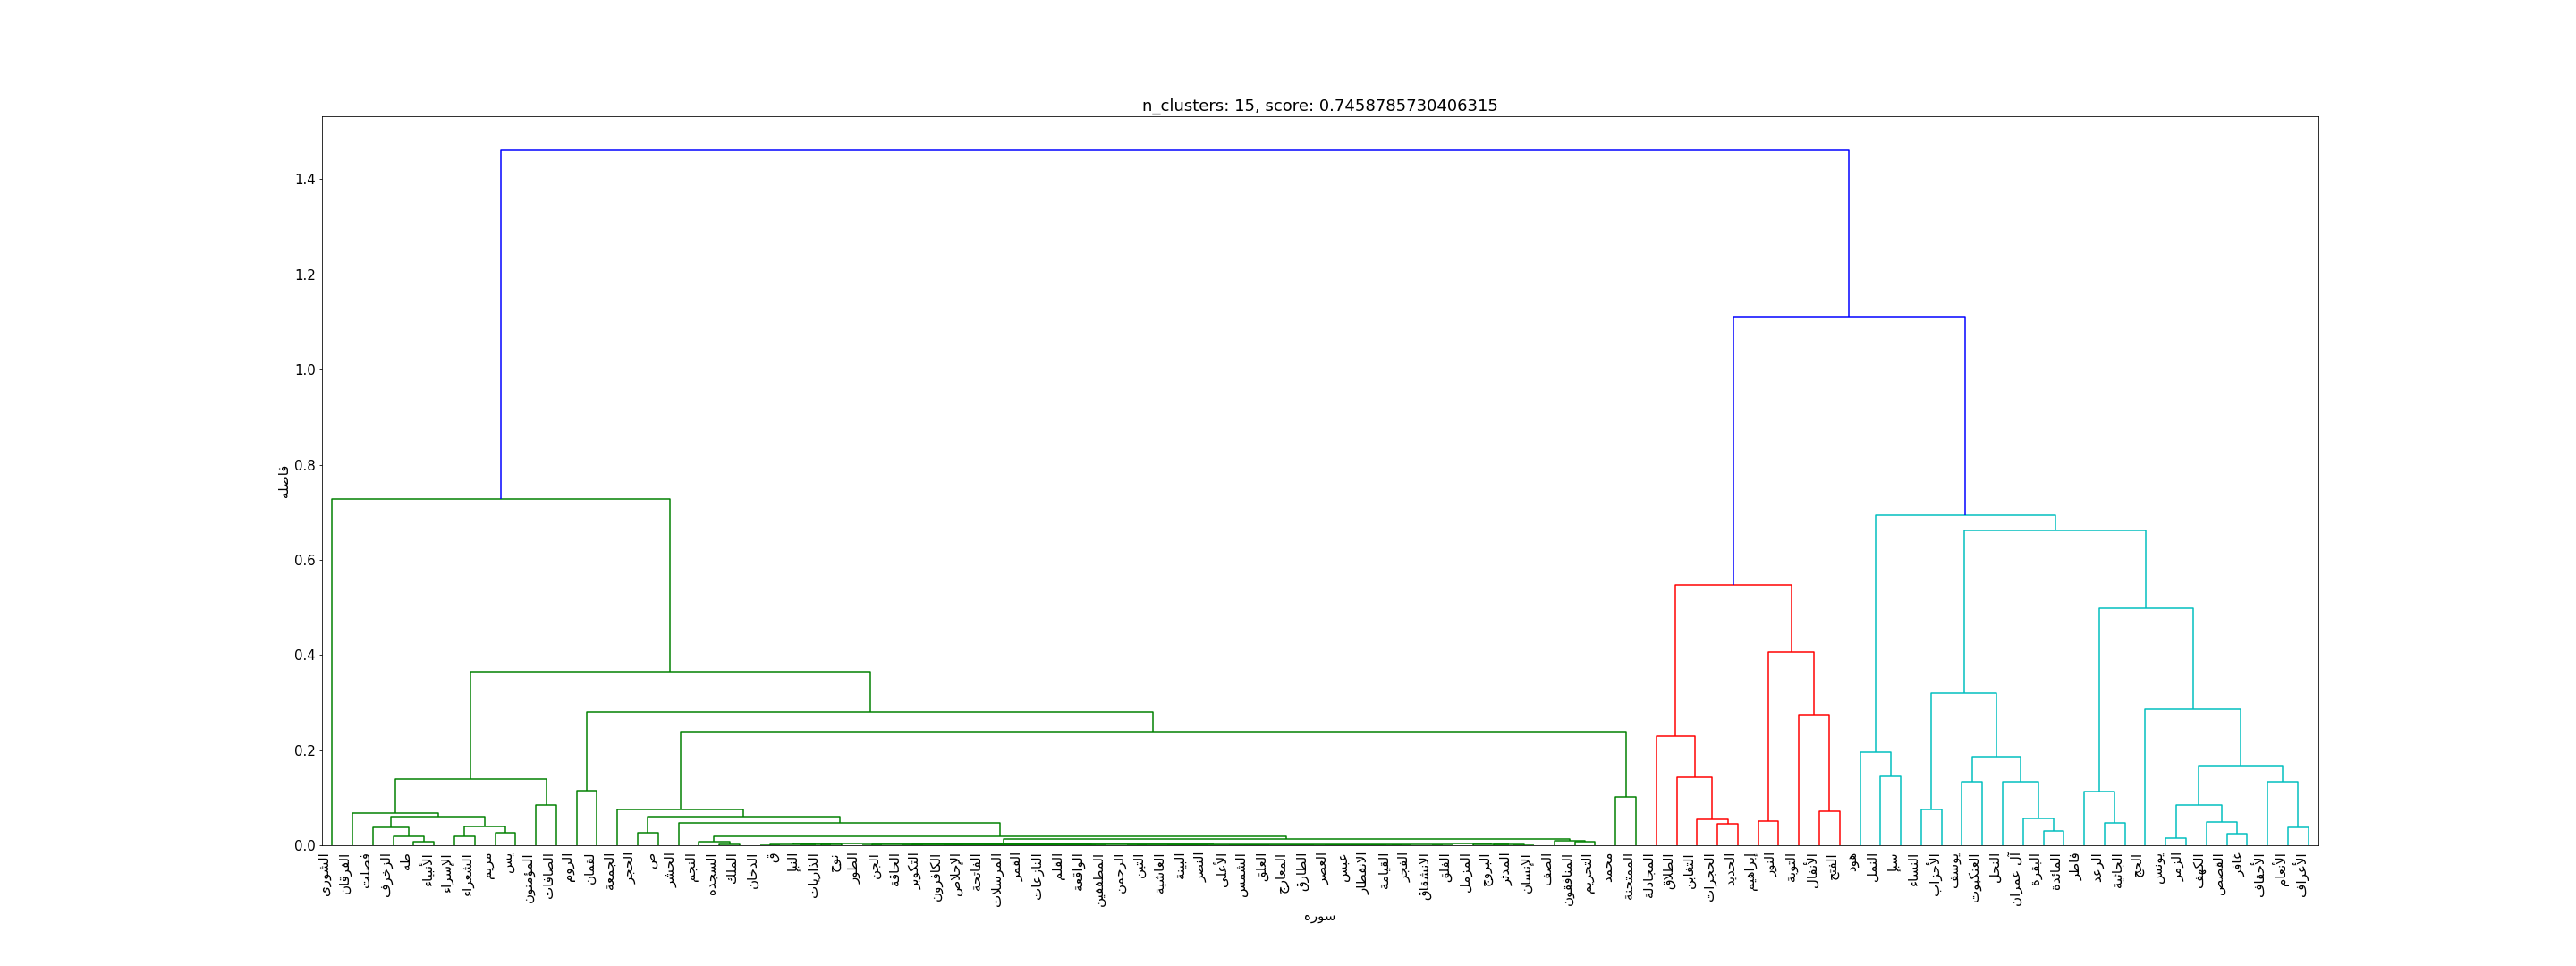 n_clusters: 15, score: 0.7458785730406315
1.4
1.2
1.0
0.8
0.6
0.4
0.2
0.0
فاصله
الشورى
الفرقان
فصلت
الزخرف
طه
الأنبياء
الإسراء
الشعراء
مريم
يس
المؤمنون
الصافات
الروم
لقمان
الجمعة
الحجر
ص
الحشر
النجم
السجده
الملك
الدخان
ق
النبإ
الذاريات
نوح
الطور
الجن
الحاقة
التكوير
الكافرون
الإخلاص
الفاتحة
المرسلات
القمر
النازعات
القلم
الواقعة
المطففين
الرحمن
التين
الغاشية
البينة
النصر
الأعلى
الشمس
العلق
المعارج
الطارق
العصر
عبس
الانفطار
القيامة
الفجر
الانشقاق
الفلق
المزمل
البروج
المدثر
الإنسان
الصف
المنافقون
التحريم
محمد
الممتحنة
المجادلة
الطلاق
التغابن
الحجرات
الحديد
إبراهيم
النور
التوبة
الأنفال
الفتح
هود
النمل
سبإ
النساء
الأحزاب
يوسف
العنكبوت
النحل
آل عمران
البقرة
المائدة
فاطر
الرعد
الجاثية
الحج
يونس
الزمر
الكهف
القصص
غافر
الأحقاف
الأنعام
الأعراف
سوره